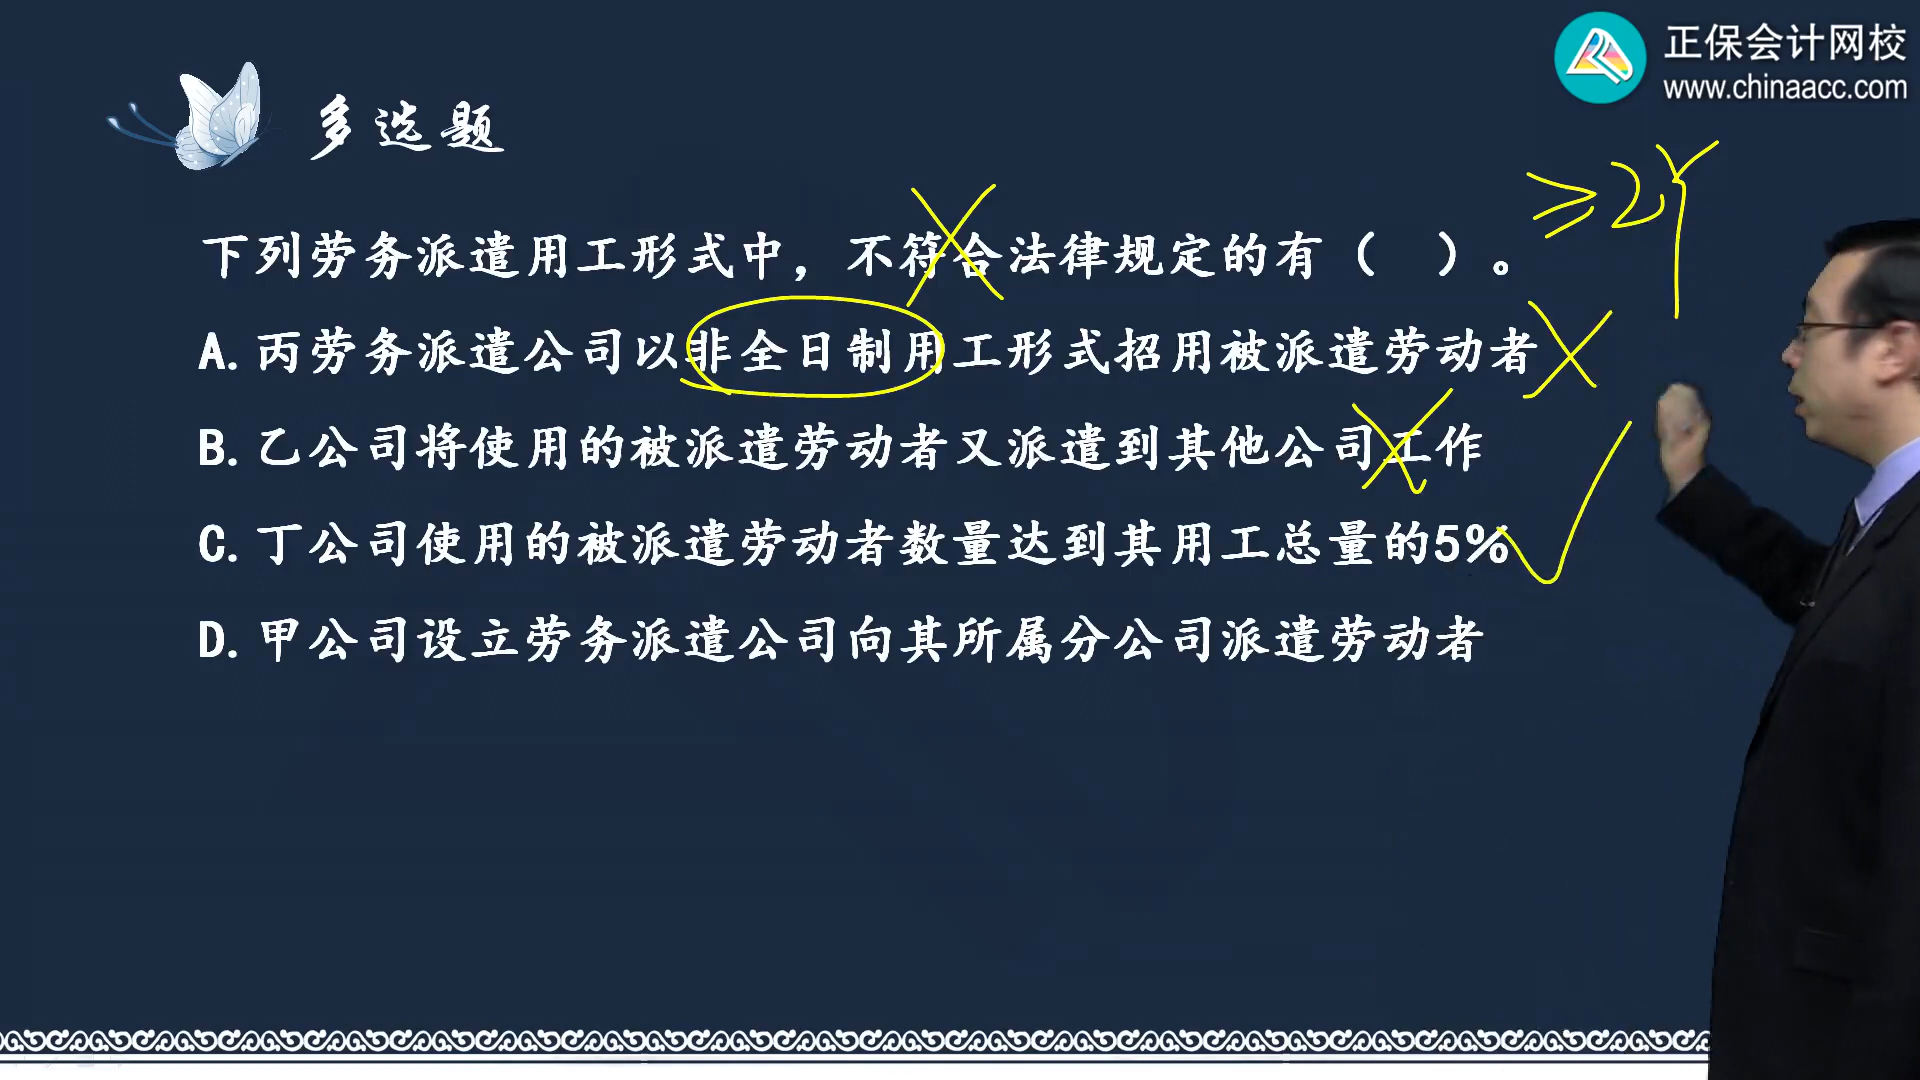 正保会计网校
www.chinaacc.com
多选题
≥2y
下列劳务派遣用工形式中，不符合法律规定的有（ ）。
A.丙劳务派遣公司以非全日制用工形式招用被派遣劳动者
B.乙公司将使用的被派遣劳动者又派遣到其他公司工作
C.丁公司使用的被派遣劳动者数量达到其用工总量的5%
D.甲公司设立劳务派遣公司向其所属分公司派遣劳动者